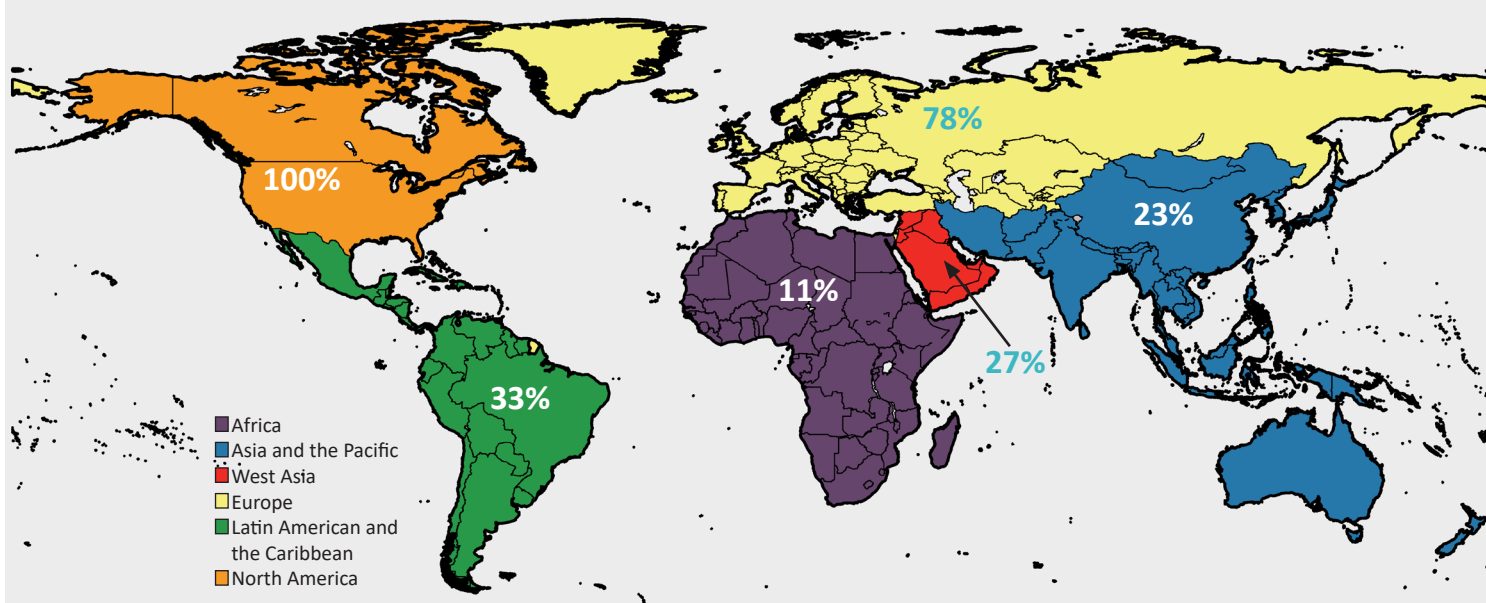 78%
100%
23%
11%
27%
33%
Africa
Asia and the Pacific
West Asia
Europe
Latin American and
the Caribbean
North America